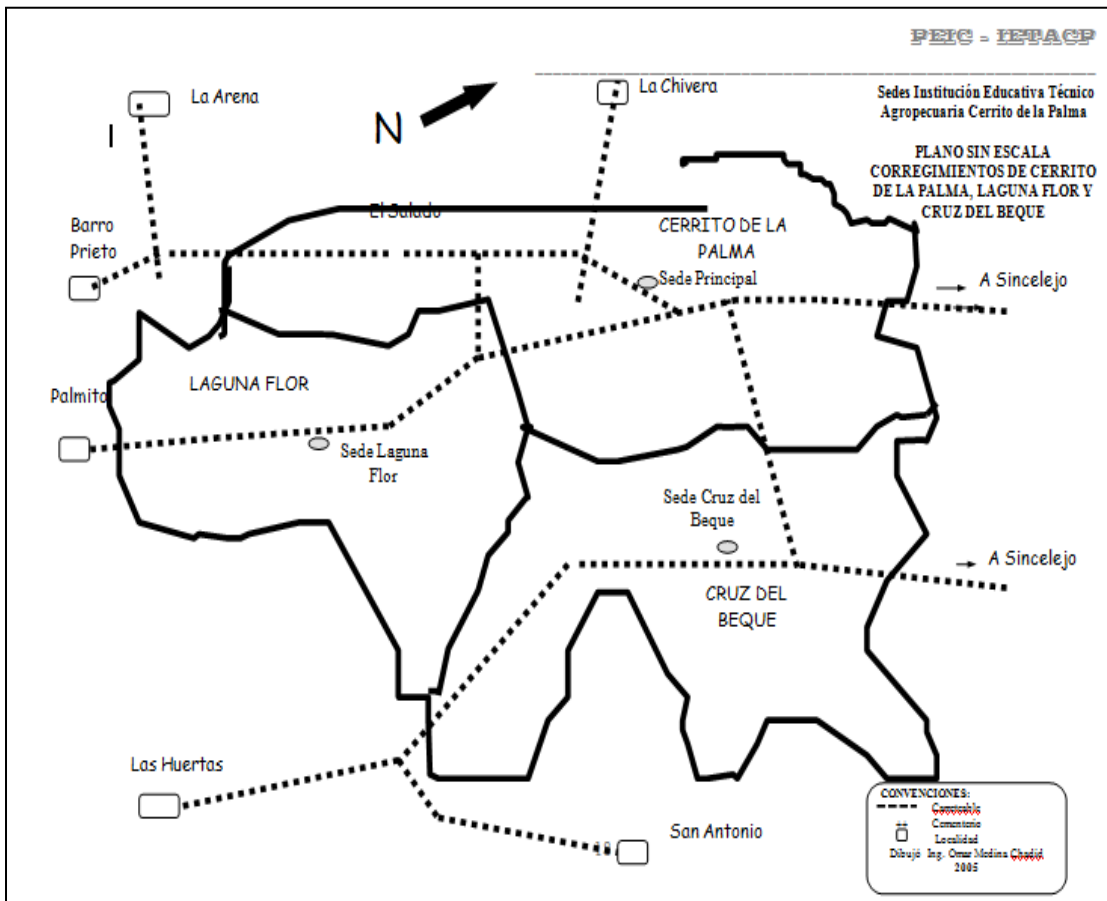 PEIC - IETACP
Sedes Institución Educativa Técnico
Agropecuaria Cerrito de la Palma
PLANO SIN ESCALA
CORREGIMIENTOS DE CERRITO
DE LA PALMA, LAGUNA FLOR Y
CRUZ DEL BEQUE
La Arena
La Chivera
N
Barro
Prieto
El Salado
CERRITO DE LA
PALMA
Sede Principal
A Sincelejo
Palmito
LAGUNA FLOR
Sede Laguna
Flor
Sede Cruz del
Beque
A Sincelejo
CRUZ DEL
BEQUE
Las Huertas
San Antonio
CONVENCIONES:
Carreteable
Cementerio
Localidad
Dibujó Ing. Omar Medina Chadid
2005